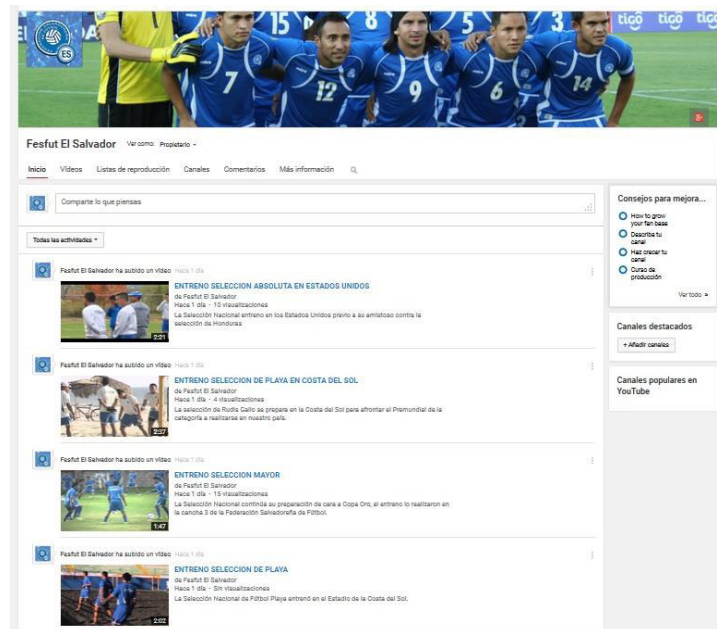 15 8 5 3 tigo tigo tigo
ES
7 12 9 6 14
Fesfut El Salvador Ver como: Propietario
Inicio Vídeos Listas de reproducción Canales Comentarios Más información
Comparte lo que piensas
Todas las actividades
Fesfut El Salvador ha subido un vídeo Hace 1 día
ENTRENO SELECCION ABSOLUTA EN ESTADOS UNIDOS
de Fesfut El Salvador
Hace 1 día - 10 visualizaciones
La Selección Nacional entreno en los Estados Unidos previo a su amistoso contra la
selección de Honduras
2:21
Fesfut El Salvador ha subido un vídeo Hace 1 día
ENTRENO SELECCION DE PLAYA EN COSTA DEL SOL
de Fesfut El Salvador
Hace 1 día - 4 visualizaciones
La selección de Rudis Gallo se prepara en la Costa del Sol para afrontar el Premundial de la
categoría a realizarse en nuestro país.
2:37
Fesfut El Salvador ha subido un vídeo Hace 1 día
ENTRENO SELECCION MAYOR
de Fesfut El Salvador
Hace 1 día - 15 visualizaciones
La Selección Nacional continúa su preparación de cara a Copa Oro, el entreno lo realizaron en
la cancha 3 de la Federación Salvadoreña de Fútbol.
1:47
Fesfut El Salvador ha subido un vídeo Hace 1 día
ENTRENO SELECCION DE PLAYA
de Fesfut El Salvador
Hace 1 día - Sin visualizaciones
La Selección Nacional de Fútbol Playa entrenó en el Estadio de la Costa del Sol.
2:02
Consejos para mejora...
How to grow
your fan base
Describe tu
canal
Haz crecer tu
canal
Curso de
producción
Ver todo »
Canales destacados
+ Añadir canales
Canales populares en
YouTube